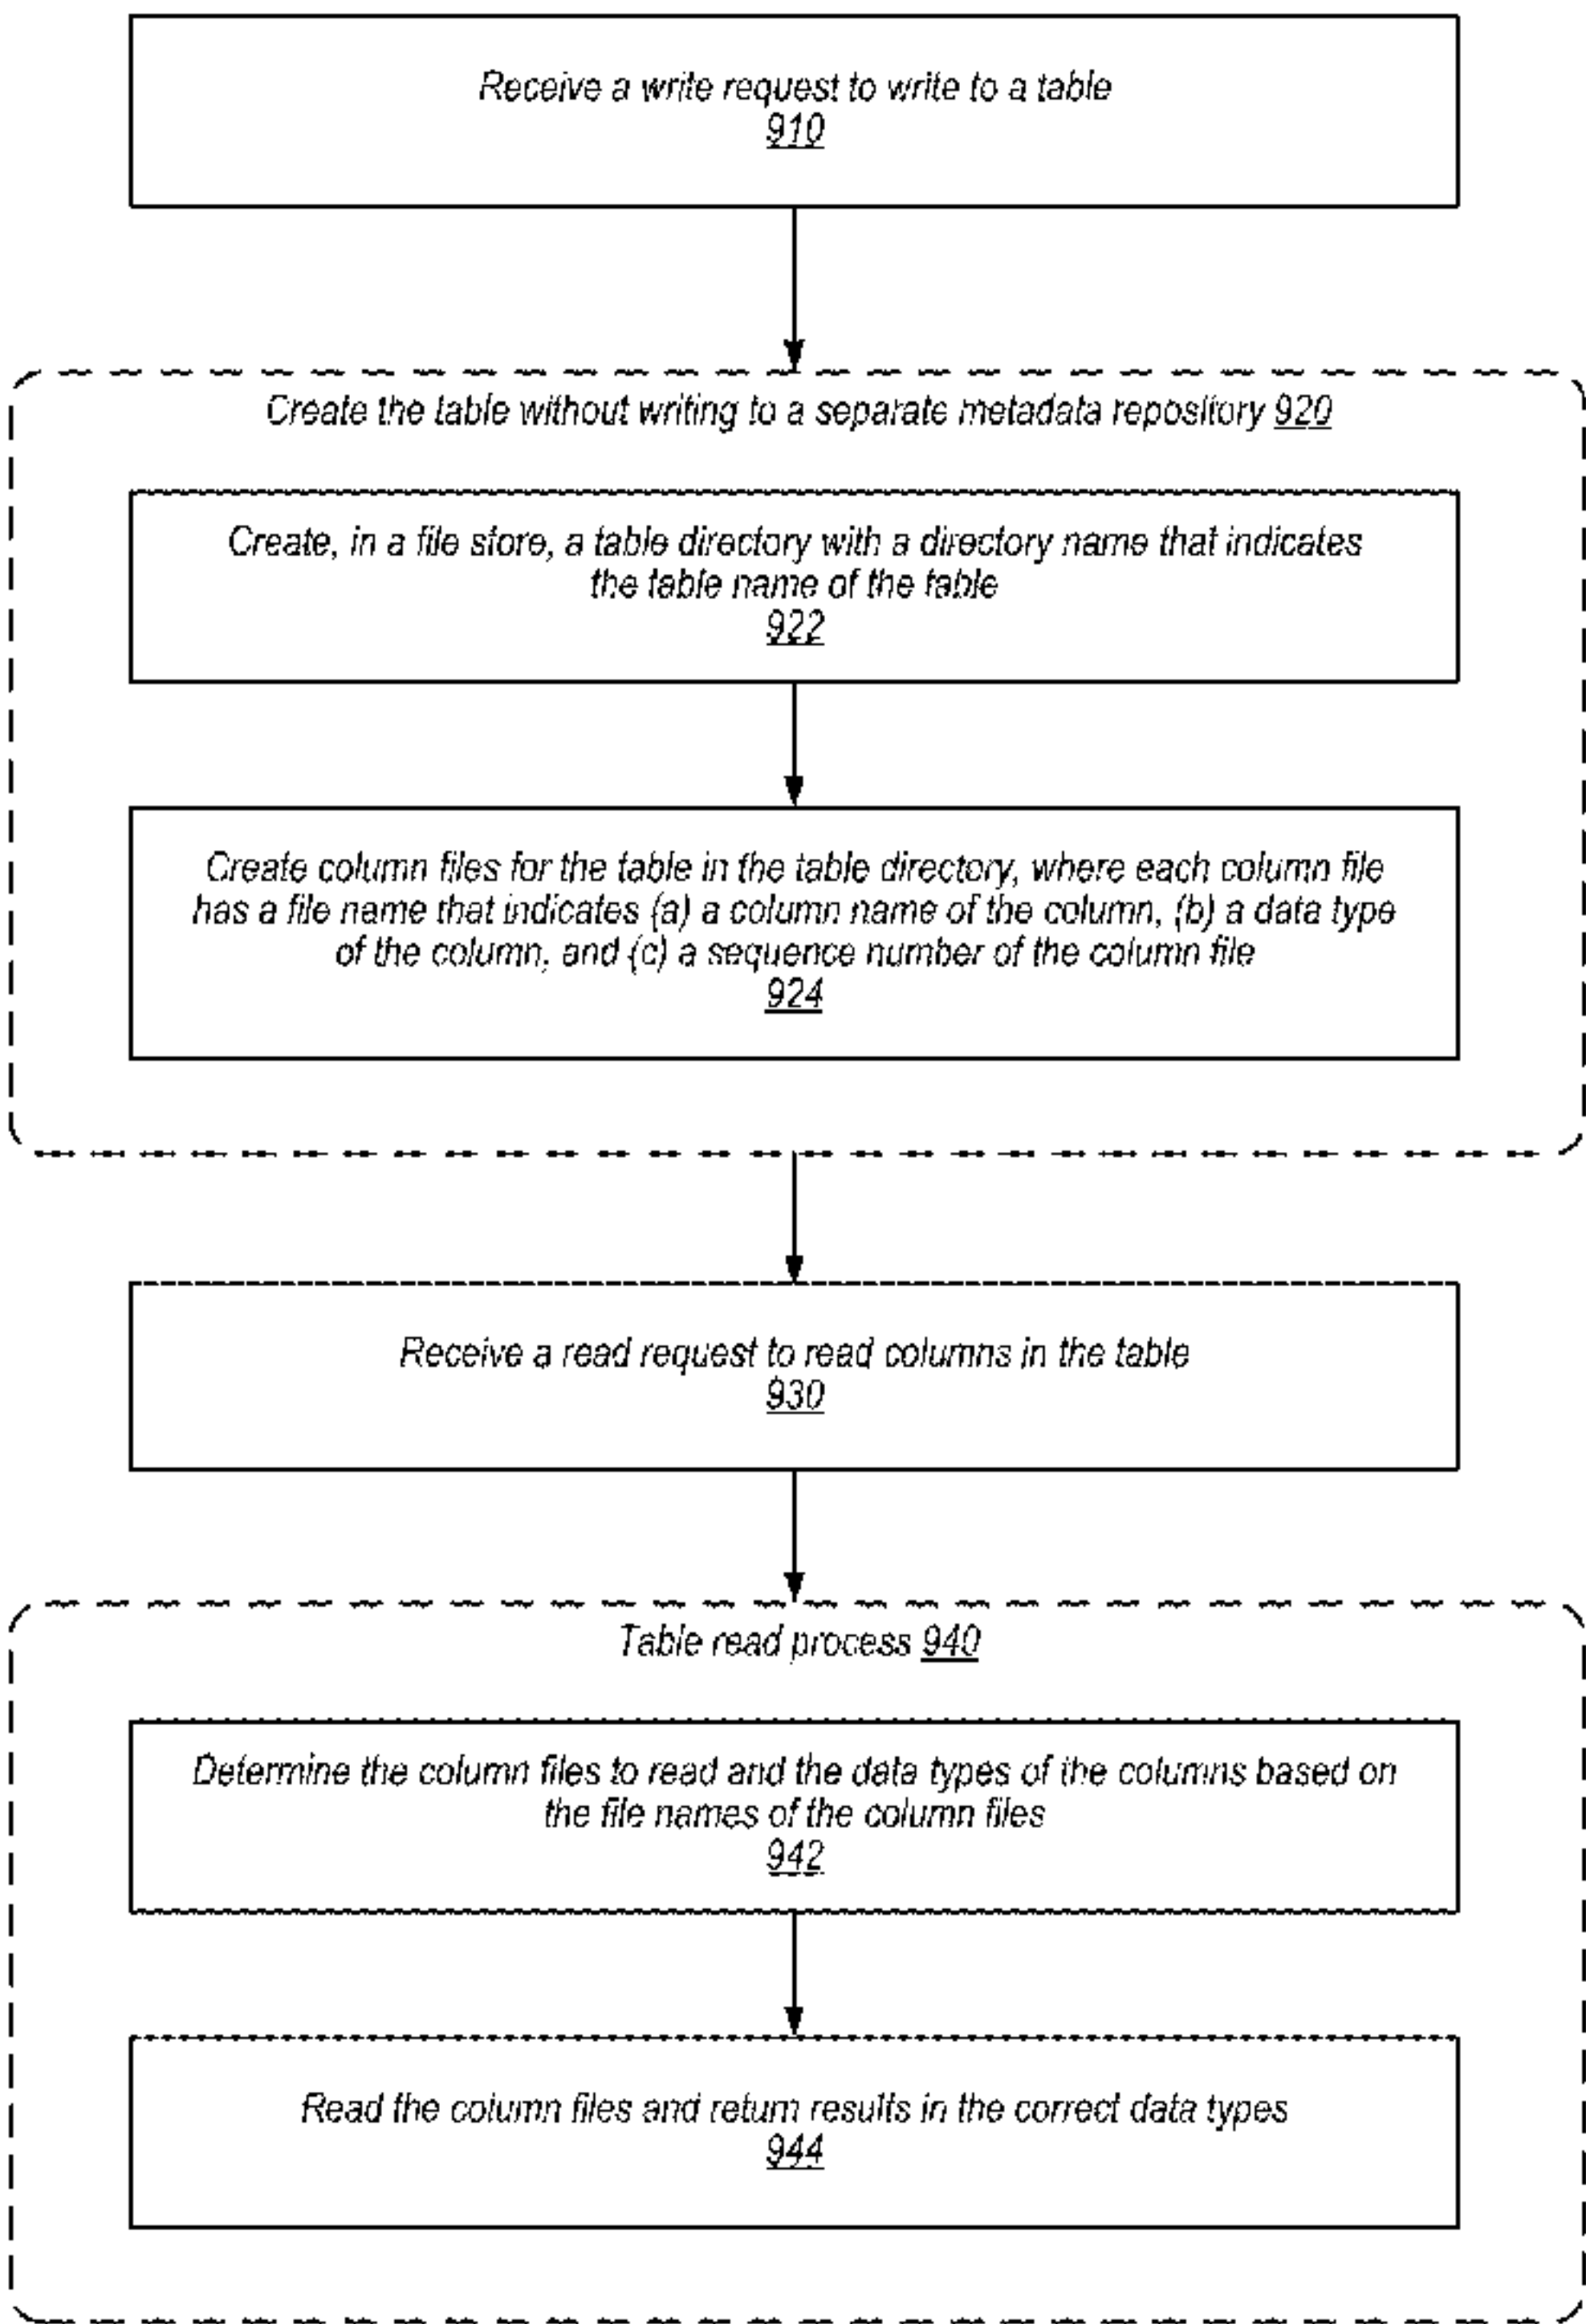 Receive a write request to write to a table
910
Create the table without writing to a separate metadata repository 920
Create, in a file store, a table directory with a directory name that indicates
the table name of the table
922
Create column files for the table in the table directory, where each column file
has a file name that indicates (a) a column name of the column, (b) a data type
of the column, and (c) a sequence number of the column file
924
Receive a read request to read columns in the table
930
Table read process 940
Determine the column files to read and the data types of the columns based on
the file names of the column files
942
Read the column files and return results in the correct data types
944